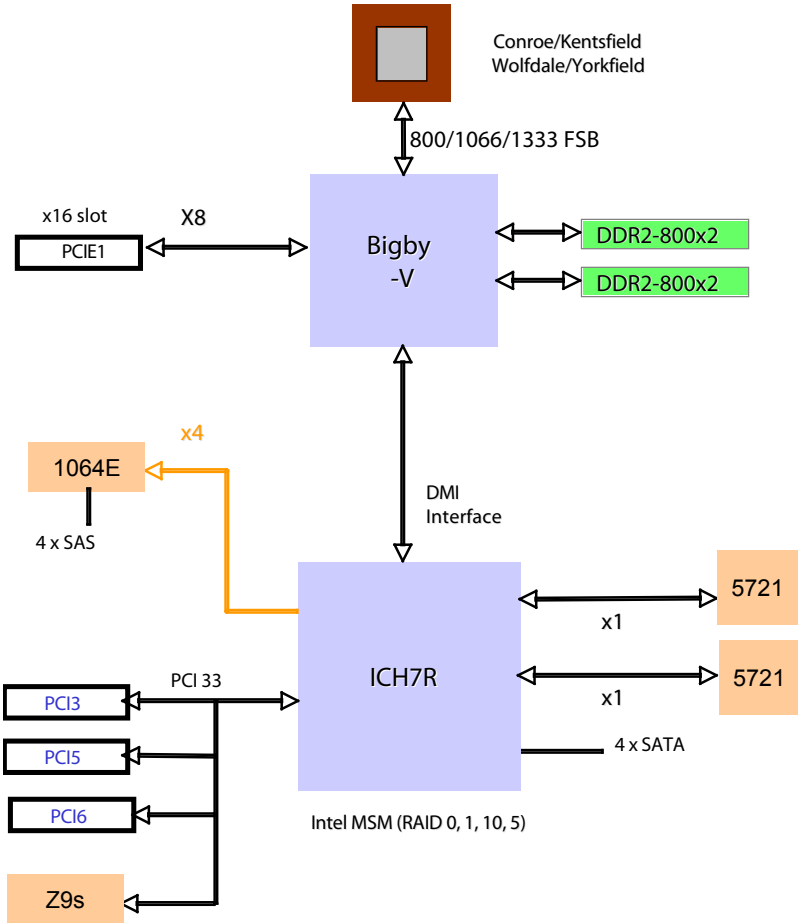 Conroe/Kentsfield
Wolfdale/Yorkfield
800/1066/1333 FSB
x16 slot
X8
PCIE1
Bigby
-V
DDR2-800x2
DDR2-800x2
x4
1064E
4 x SAS
DMI
Interface
5721
x1
5721
x1
ICH7R
PCI 33
PCI3
PCI5
PCI6
4 x SATA
Intel MSM (RAID 0, 1, 10, 5)
Z9s